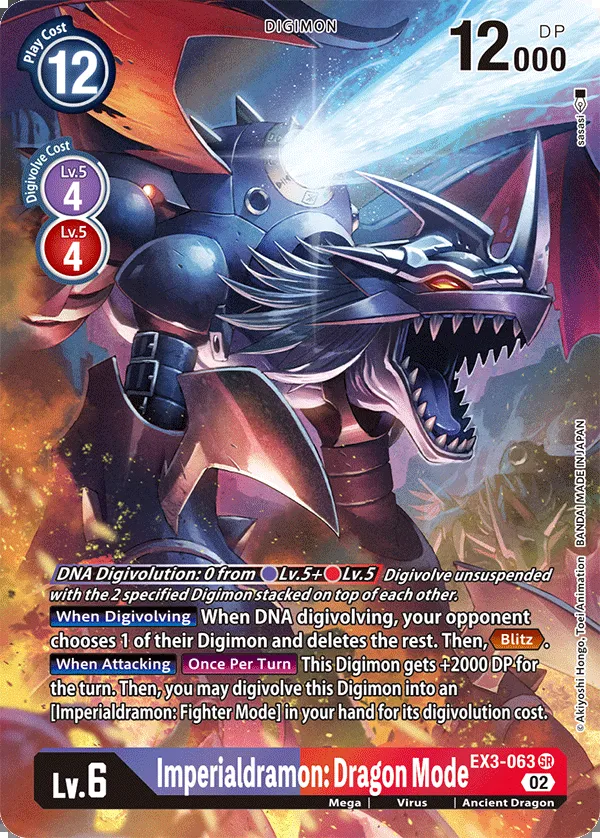 DIGIMON
Play Cost
12
12000
DP
sasasi
Digivolve Cost
Lv.5
4
Lv.5
4
DNA Digivolution: 0 from Lv.5+ Lv.5 Digivolve unsuspended
with the 2 specified Digimon stacked on top of each other.
When Digivolving When DNA digivolving, your opponent
chooses 1 of their Digimon and deletes the rest. Then, Blitz.
When Attacking Once Per Turn This Digimon gets +2000 DP for
the turn. Then, you may digivolve this Digimon into an
[Imperialdramon: Fighter Mode] in your hand for its digivolution cost.
© Akiyoshi Hongo, Toei Animation BANDAI MADE IN JAPAN
Lv.6
Imperialdramon: Dragon Mode
EX3-063 SR
02
Mega | Virus | Ancient Dragon